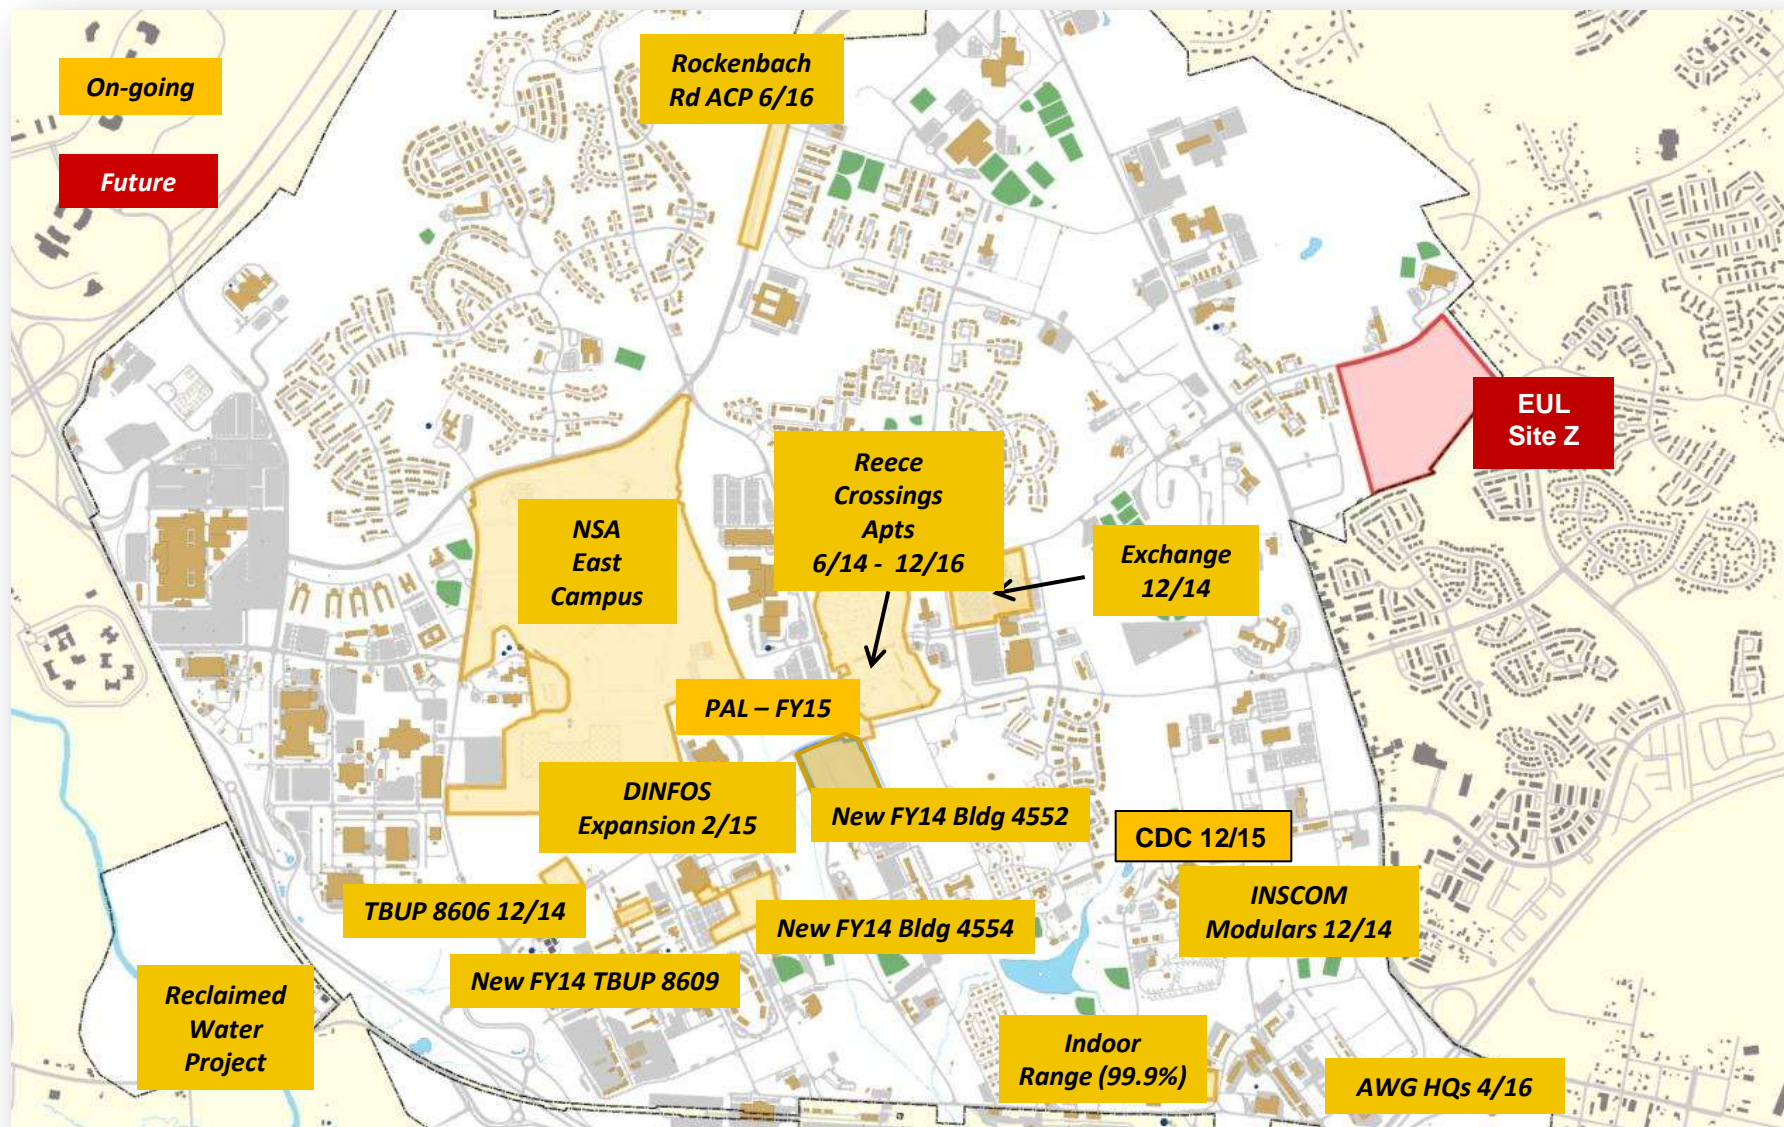 On-going
Future
Rockenbach
Rd ACP 6/16
EUL
Site Z
Reece
Crossings
Apts
6/14 - 12/16
NSA
East
Campus
Exchange
12/14
PAL – FY15
DINFOS
Expansion 2/15
New FY14 Bldg 4552
CDC 12/15
TBUP 8606 12/14
New FY14 Bldg 4554
INSCOM
Modulars 12/14
New FY14 TBUP 8609
Reclaimed
Water
Project
Indoor
Range (99.9%)
AWG HQs 4/16